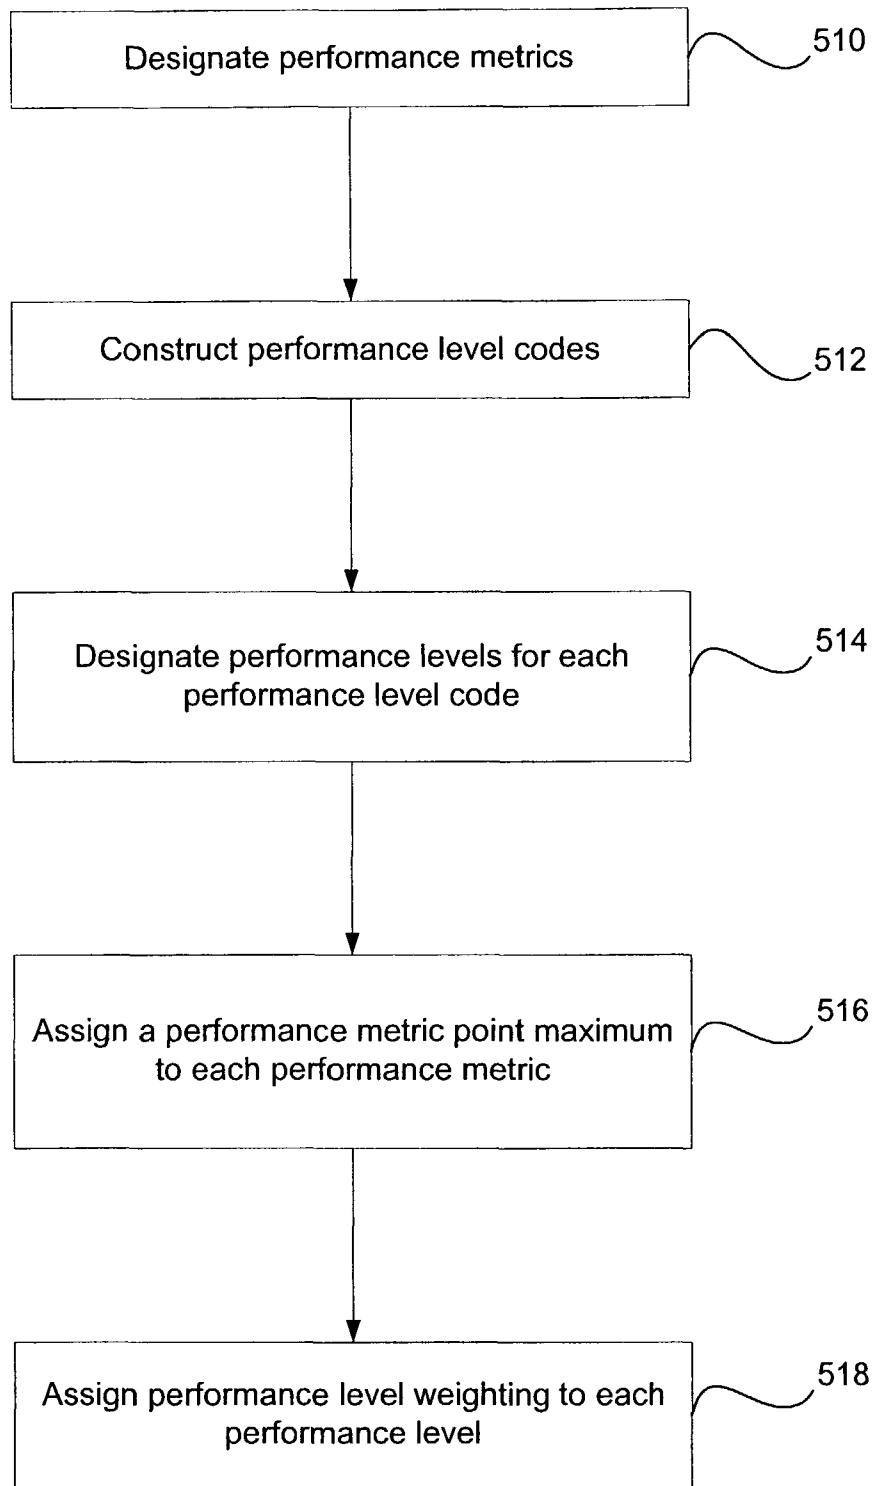 Designate performance metrics
510
Construct performance level codes
512
Designate performance levels for each
performance level code
514
Assign a performance metric point maximum
to each performance metric
516
Assign performance level weighting to each
performance level
518